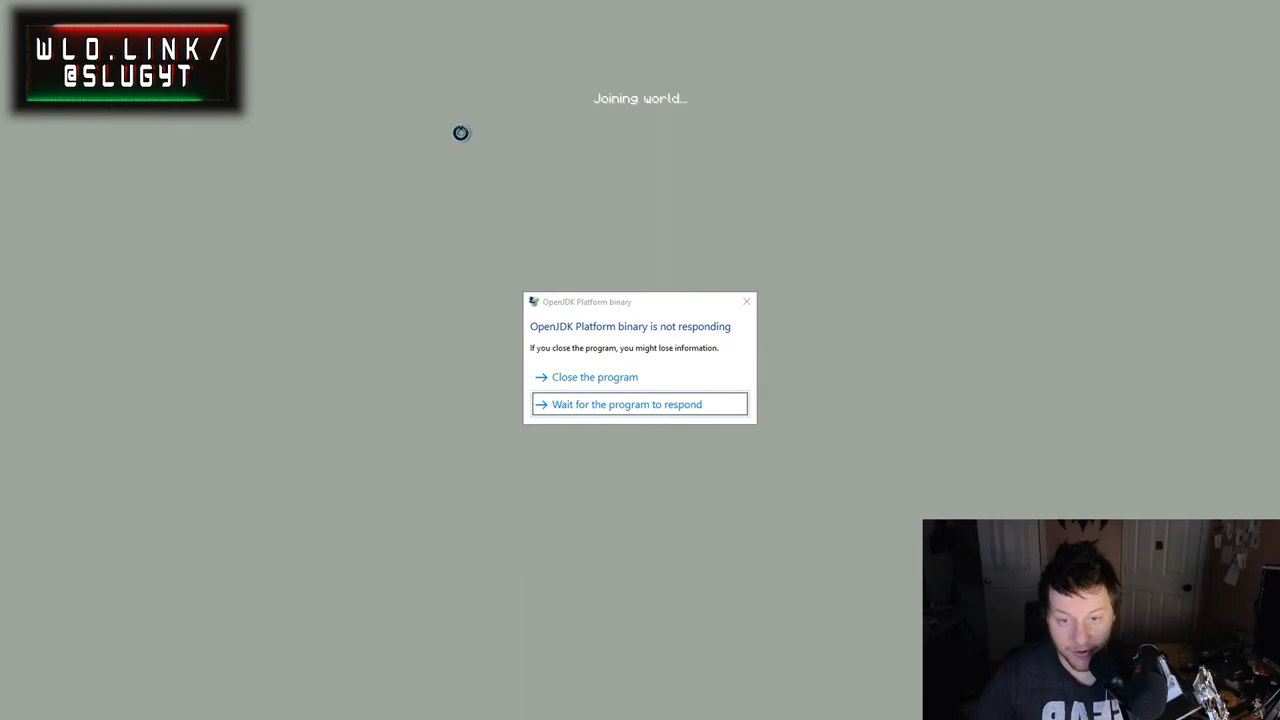 WLO.LINK/
@SLUGYT
Joining world...
OpenJDK Platform binary
OpenJDK Platform binary is not responding
If you close the program, you might lose information.
Close the program
Wait for the program to respond